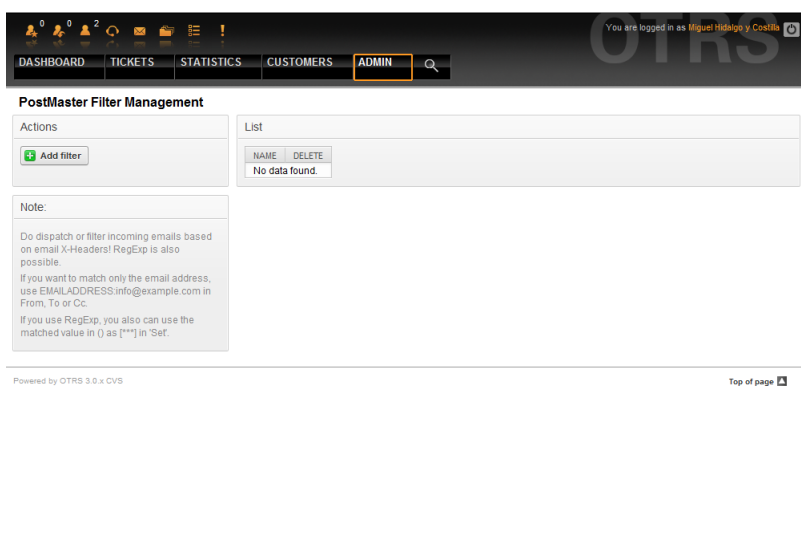 0 0 2
You are logged in as Miguel Hidalgo y Costilla
OTRS
DASHBOARD TICKETS STATISTICS CUSTOMERS ADMIN
PostMaster Filter Management
Actions
Add filter
List
NAME DELETE
No data found.
Note:
Do dispatch or filter incoming emails based
on email X-Headers! RegExp is also
possible.
If you want to match only the email address,
use EMAILADDRESS:info@example.com in
From, To or Cc.
If you use RegExp, you also can use the
matched value in () as [***] in 'Set'.
Powered by OTRS 3.0.x CVS
Top of page